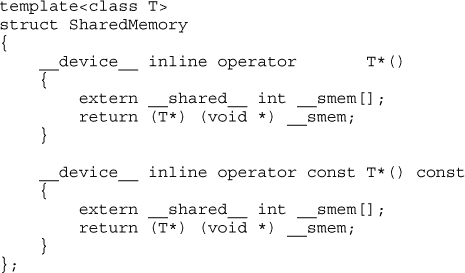 template<class T>
struct SharedMemory
{
    __device__ inline operator       T*()
    {
        extern __shared__ int __smem[];
        return (T*) (void *) __smem;
    }

    __device__ inline operator const T*() const
    {
        extern __shared__ int __smem[];
        return (T*) (void *) __smem;
    }
};